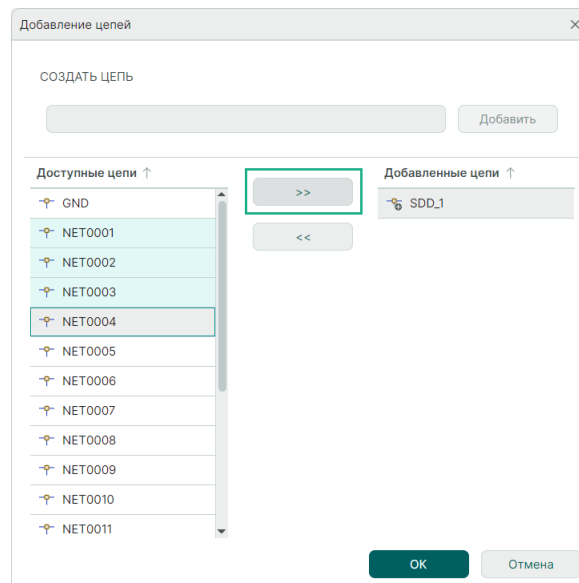 Добавление цепей
СОЗДАТЬ ЦЕПЬ
Добавить
Доступные цепи ↑
GND
NET0001
NET0002
NET0003
NET0004
NET0005
NET0006
NET0007
NET0008
NET0009
NET0010
NET0011
>>
<<
Добавленные цепи ↑
SDD_1
OK
Отмена